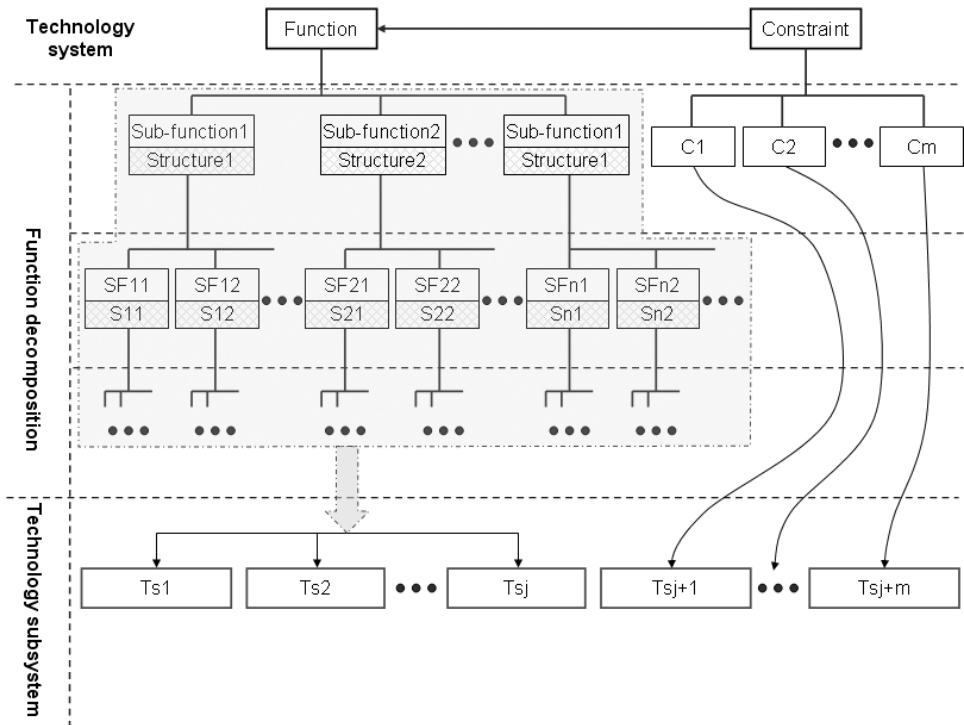 Technology
system
Function
Constraint
Sub-function1
Structure1
Sub-function2
Structure2
Sub-function1
Structure1
C1
C2
Cm
Function decomposition
SF11
S11
SF12
S12
SF21
S21
SF22
S22
SFn1
Sn1
SFn2
Sn2
Technology subsystem
Ts1
Ts2
Tsj
Tsj+1
Tsj+m